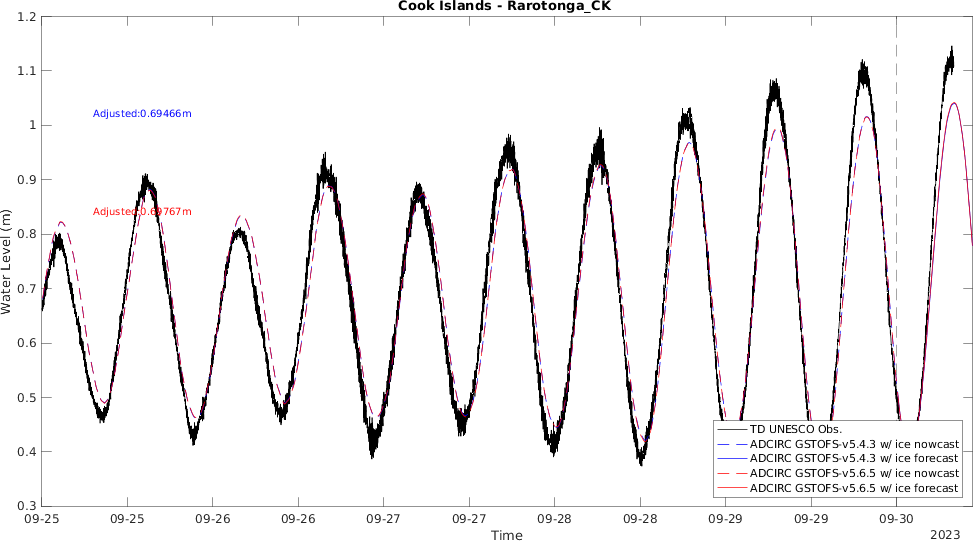 Cook Islands - Rarotonga_CK
1.2
1.1
1
0.9
0.8
0.7
0.6
0.5
0.4
0.3
Water Level (m)
Adjusted:0.69466m
Adjusted:0.69767m
TD UNESCO Obs.
ADCIRC GSTOFS-v5.4.3 w/ ice nowcast
ADCIRC GSTOFS-v5.4.3 w/ ice forecast
ADCIRC GSTOFS-v5.6.5 w/ ice nowcast
ADCIRC GSTOFS-v5.6.5 w/ ice forecast
09-25 09-25 09-26 09-26 09-27 09-27 09-28 09-28 09-29 09-29 09-30
Time
2023